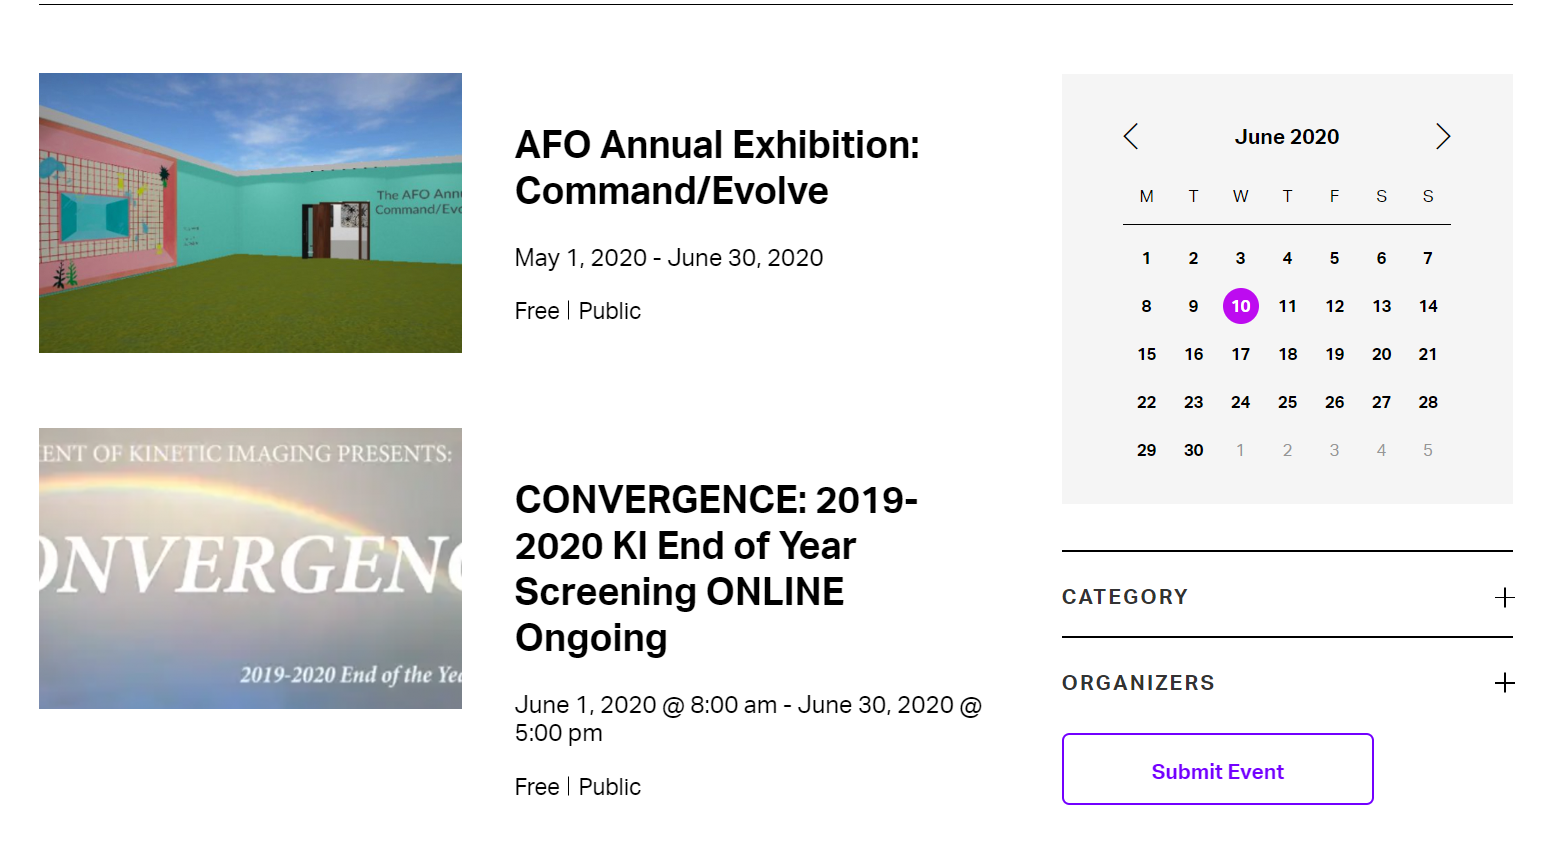 The AFO Annu
Command/Evo
AFO Annual Exhibition:
Command/Evolve
May 1, 2020 - June 30, 2020
Free | Public
ENT OF KINETIC IMAGING PRESENTS:
ONVERGENC
2019-2020 End of the Yea
CONVERGENCE: 2019-
2020 KI End of Year
Screening ONLINE
Ongoing
June 1, 2020 @ 8:00 am - June 30, 2020 @
5:00 pm
Free | Public
June 2020
M T W T F S S
1 2 3 4 5 6 7
8 9 10 11 12 13 14
15 16 17 18 19 20 21
22 23 24 25 26 27 28
29 30 1 2 3 4 5
CATEGORY
ORGANIZERS
Submit Event